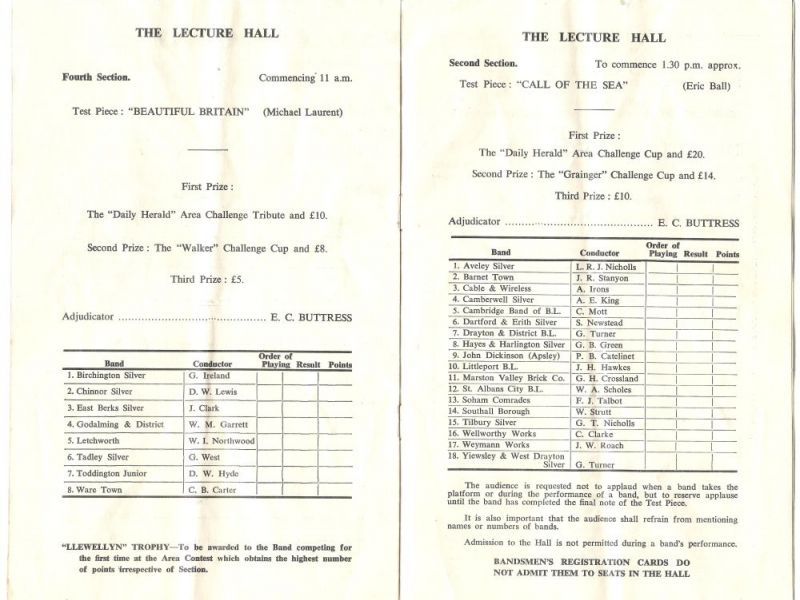 THE LECTURE HALL
Fourth Section. Commencing 11 a.m.
Test Piece : "BEAUTIFUL BRITAIN" (Michael Laurent)
First Prize :
The "Daily Herald" Area Challenge Tribute and £10.
Second Prize : The "Walker" Challenge Cup and £8.
Third Prize : £5.
Adjudicator ............................................ E. C. BUTTRESS
Band Conductor Order of Playing Result Points
1. Birchington Silver G. Ireland
2. Chinnor Silver D. W. Lewis
3. East Berks Silver J. Clark
4. Godalming & District W. M. Garrett
5. Letchworth W. I. Northwood
6. Tadley Silver G. West
7. Toddington Junior D. W. Hyde
8. Ware Town C. B. Carter
"LLEWELLYN" TROPHY—To be awarded to the Band competing for
the first time at the Area Contest which obtains the highest number
of points irrespective of Section.
THE LECTURE HALL
Second Section. To commence 1.30 p.m. approx.
Test Piece : "CALL OF THE SEA" (Eric Ball)
First Prize :
The "Daily Herald" Area Challenge Cup and £20.
Second Prize : The "Grainger" Challenge Cup and £14.
Third Prize : £10.
Adjudicator ............................................ E. C. BUTTRESS
Band Conductor Order of Playing Result Points
1. Aveley Silver L. R. J. Nicholls
2. Barnet Town J. R. Stanyon
3. Cable & Wireless A. Irons
4. Camberwell Silver A. E. King
5. Cambridge Band of B.L. C. Mott
6. Dartford & Erith Silver S. Newstead
7. Drayton & District B.L. G. Turner
8. Hayes & Harlington Silver G. B. Green
9. John Dickinson (Apsley) P. B. Catelinet
10. Littleport B.L. J. H. Hawkes
11. Marston Valley Brick Co. G. H. Crossland
12. St. Albans City B.L. W. A. Scholes
13. Soham Comrades F. J. Talbot
14. Southall Borough W. Strutt
15. Tilbury Silver G. T. Nicholls
16. Wellworthy Works C. Clarke
17. Weymann Works J. W. Roach
18. Yiewsley & West Drayton
Silver G. Turner
The audience is requested not to applaud when a band takes the
platform or during the performance of a band, but to reserve applause
until the band has completed the final note of the Test Piece.
It is also important that the audience shall refrain from mentioning
names or numbers of bands.
Admission to the Hall is not permitted during a band's performance.
BANDSMEN'S REGISTRATION CARDS DO
NOT ADMIT THEM TO SEATS IN THE HALL